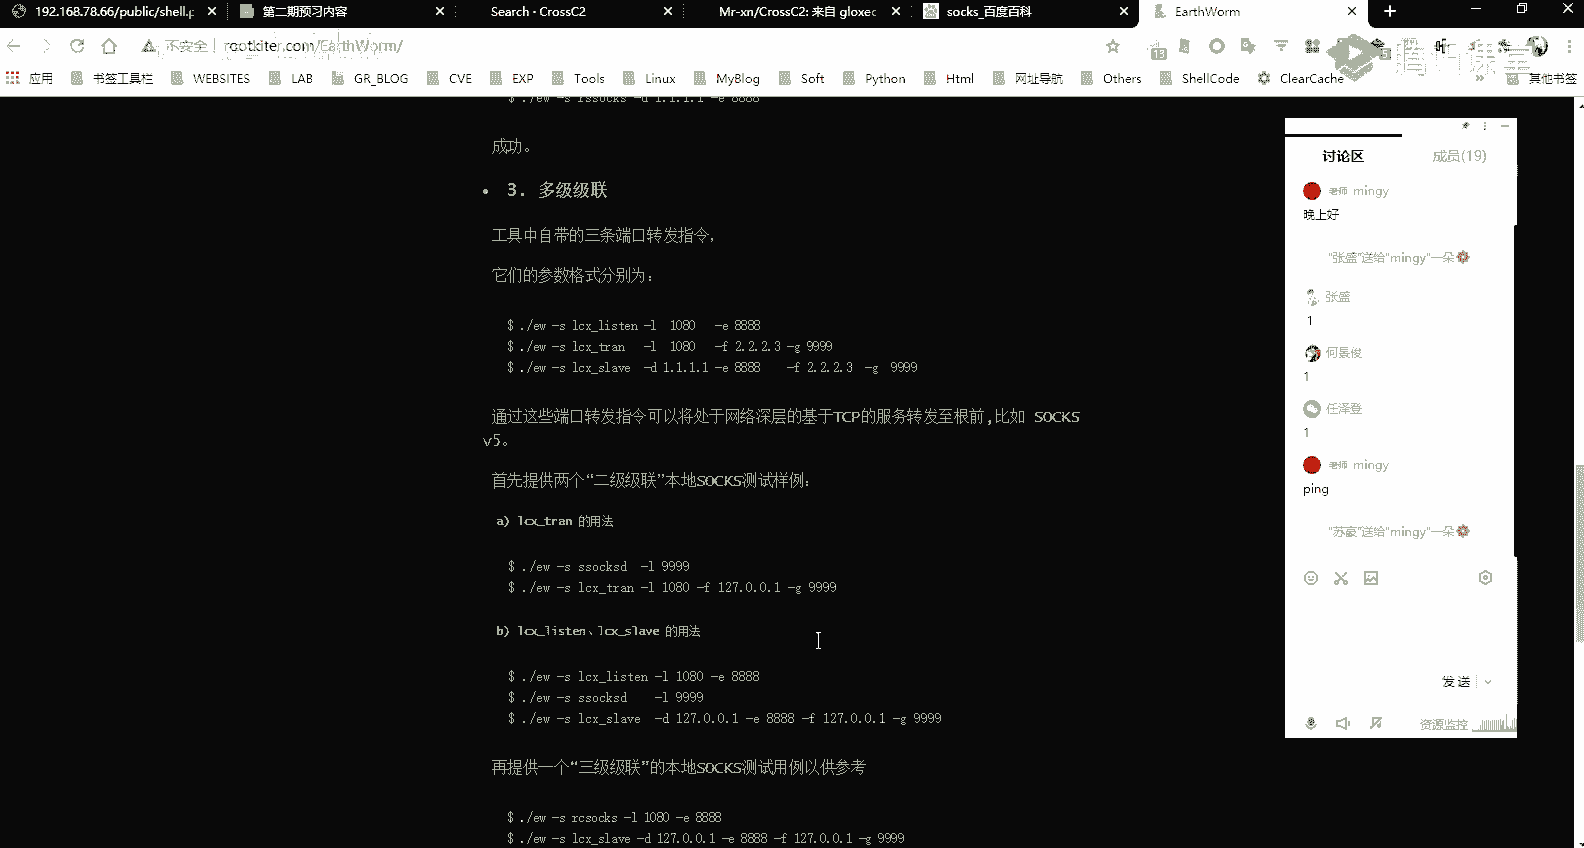 192.168.78.66/public/shell.p
第二期预习内容
Search · CrossC2
Mr-xn/CrossC2: 来自 gloxec
socks_百度百科
EarthWorm
不安全
rootkiter.com/EarthWorm/
13
腾讯课堂
应用
书签工具栏
WEBSITES
LAB
GR_BLOG
CVE
EXP
Tools
Linux
MyBlog
Soft
Python
Html
网址导航
Others
ShellCode
ClearCache
其他书签
$ ./ew -s rssocks -d 1.1.1.1 -e 8888
成功。
3. 多级级联
工具中自带的三条端口转发指令，
它们的参数格式分别为：
$ ./ew -s lcx_listen -l 1080 -e 8888
$ ./ew -s lcx_tran -l 1080 -f 2.2.2.3 -g 9999
$ ./ew -s lcx_slave -d 1.1.1.1 -e 8888 -f 2.2.2.3 -g 9999
通过这些端口转发指令可以将处于网络深层的基于TCP的服务转发至根前,比如 SOCKS
v5。
首先提供两个“二级级联”本地SOCKS测试样例：
a) lcx_tran 的用法
$ ./ew -s ssocksd -l 9999
$ ./ew -s lcx_tran -l 1080 -f 127.0.0.1 -g 9999
b) lcx_listen、lcx_slave 的用法
$ ./ew -s lcx_listen -l 1080 -e 8888
$ ./ew -s ssocksd -l 9999
$ ./ew -s lcx_slave -d 127.0.0.1 -e 8888 -f 127.0.0.1 -g 9999
再提供一个“三级级联”的本地SOCKS测试用例以供参考
$ ./ew -s rcsocks -l 1080 -e 8888
$ ./ew -s lcx_slave -d 127.0.0.1 -e 8888 -f 127.0.0.1 -g 9999
讨论区
成员(19)
老师 mingy
晚上好
"张盛"送给"mingy"一朵
张盛
1
何景俊
1
任泽登
1
老师 mingy
ping
"苏豪"送给"mingy"一朵
发送
资源监控